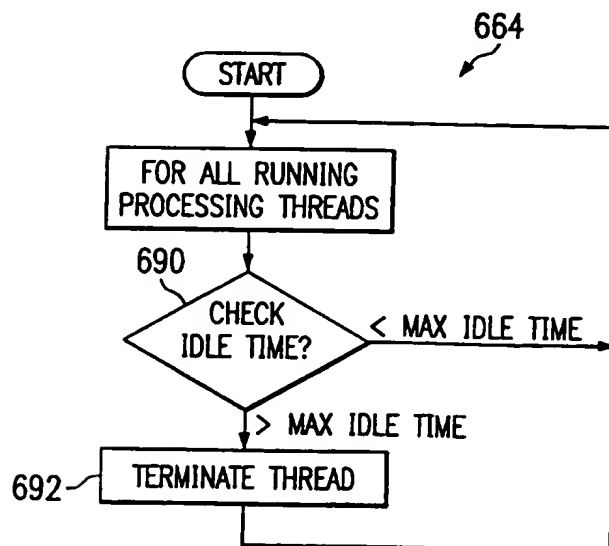 664
START
FOR ALL RUNNING
PROCESSING THREADS
690
CHECK
IDLE TIME?
< MAX IDLE TIME
> MAX IDLE TIME
692
TERMINATE THREAD